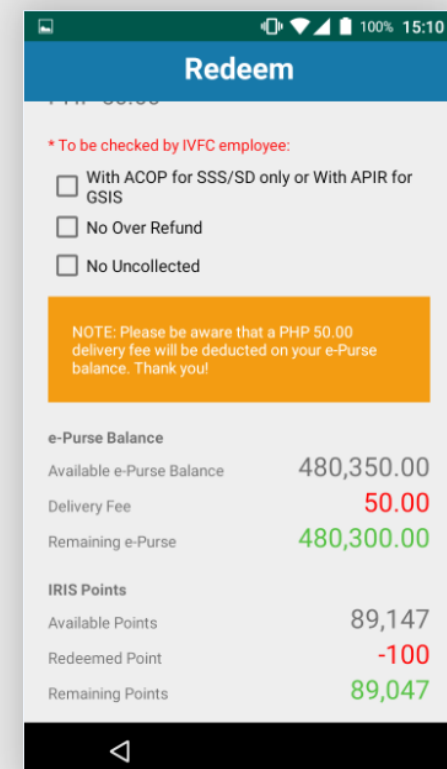 100% 15:10
Redeem
* To be checked by IVFC employee:
With ACOP for SSS/SD only or With APIR for
GSIS
No Over Refund
No Uncollected
NOTE: Please be aware that a PHP 50.00
delivery fee will be deducted on your e-Purse
balance. Thank you!
e-Purse Balance
Available e-Purse Balance 480,350.00
Delivery Fee 50.00
Remaining e-Purse 480,300.00
IRIS Points
Available Points 89,147
Redeemed Point -100
Remaining Points 89,047